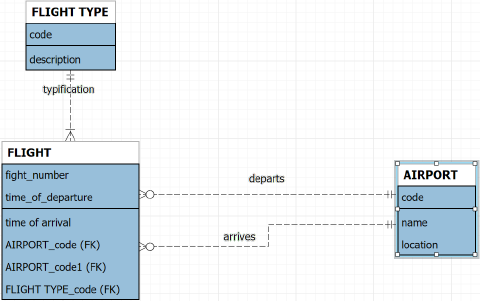 FLIGHT TYPE
code
description
typification
FLIGHT
fight_number
time_of_departure
time of arrival
AIRPORT_code (FK)
AIRPORT_code1 (FK)
FLIGHT TYPE_code (FK)
departs
arrives
AIRPORT
code
name
location